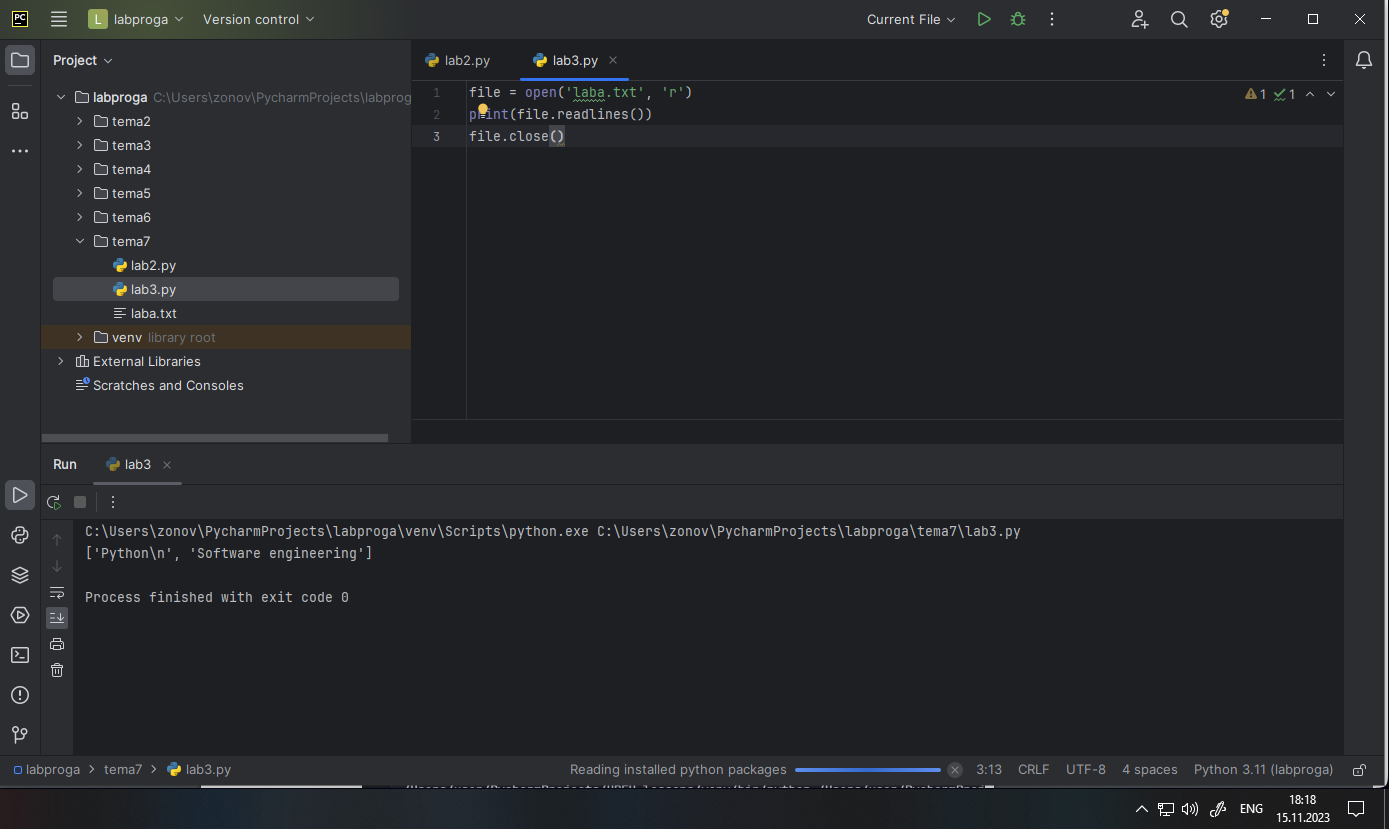 PC L labproga Version control Current File
Project
labproga C:\Users\zonov\PycharmProjects\labprog
tema2
tema3
tema4
tema5
tema6
tema7
lab2.py
lab3.py
laba.txt
venv library root
External Libraries
Scratches and Consoles
lab2.py lab3.py
1 file = open('laba.txt', 'r')
2 print(file.readlines())
3 file.close()
1 1
Run lab3
C:\Users\zonov\PycharmProjects\labproga\venv\Scripts\python.exe C:\Users\zonov\PycharmProjects\labproga\tema7\lab3.py
['Python\n', 'Software engineering']
Process finished with exit code 0
labproga > tema7 > lab3.py Reading installed python packages 3:13 CRLF UTF-8 4 spaces Python 3.11 (labproga)
ENG 18:18
15.11.2023